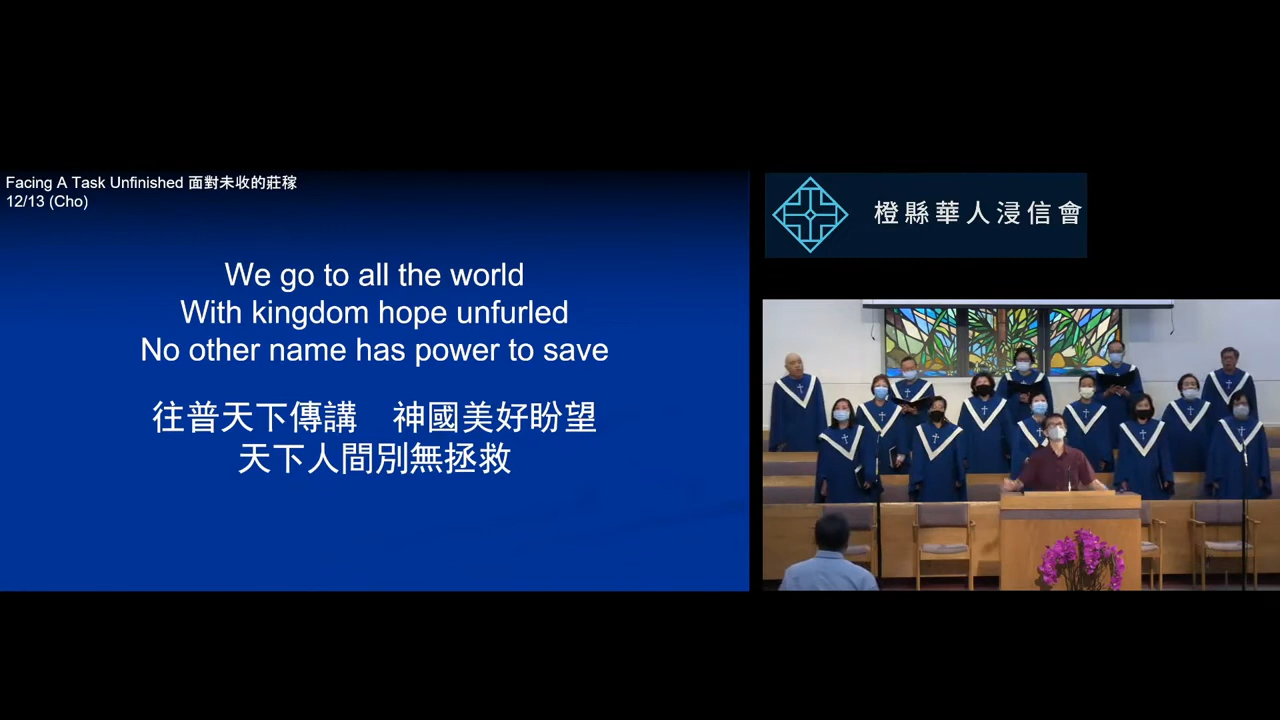 Facing A Task Unfinished 面對未收的莊稼
12/13 (Cho)
We go to all the world
With kingdom hope unfurled
No other name has power to save
往普天下傳講　神國美好盼望
天下人間別無拯救
橙縣華人浸信會